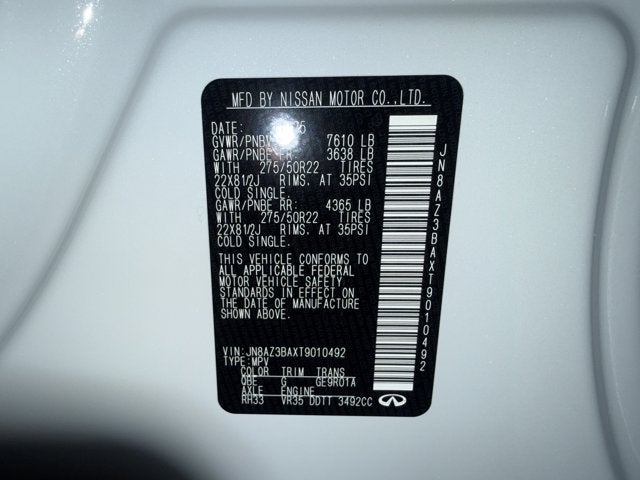 MFD BY NISSAN MOTOR CO.,LTD.
DATE:
GVWR/PNBV 7610 LB
GAWR/PNBE FR: 3638 LB
WITH 275/50R22 TIRES
22X81/2J RIMS, AT 35PSI
COLD SINGLE.
GAWR/PNBE RR: 4365 LB
WITH 275/50R22 TIRES
22X81/2J RIMS, AT 35PSI
COLD SINGLE.
THIS VEHICLE CONFORMS TO
ALL APPLICABLE FEDERAL
MOTOR VEHICLE SAFETY
STANDARDS IN EFFECT ON
THE DATE OF MANUFACTURE
SHOWN ABOVE.
VIN: JN8AZ3BAXT9010492
TYPE: MPV
COLOR TRIM TRANS
QBE G GE9R01A
AXLE ENGINE
RH33 VR35 DDTT 3492CC
JN8AZ3BAXT9010492